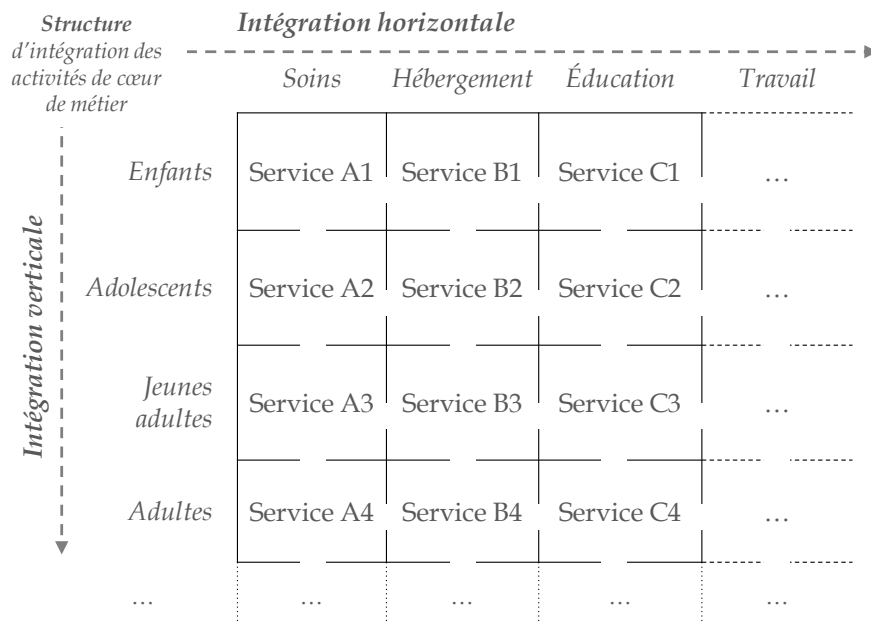 Structure
d'intégration des
activités de cœur
de métier
Intégration horizontale
Soins Hébergement Éducation Travail
Intégration verticale
Enfants Service A1 Service B1 Service C1 …
Adolescents Service A2 Service B2 Service C2 …
Jeunes
adultes Service A3 Service B3 Service C3 …
Adultes Service A4 Service B4 Service C4 …
… … … … …